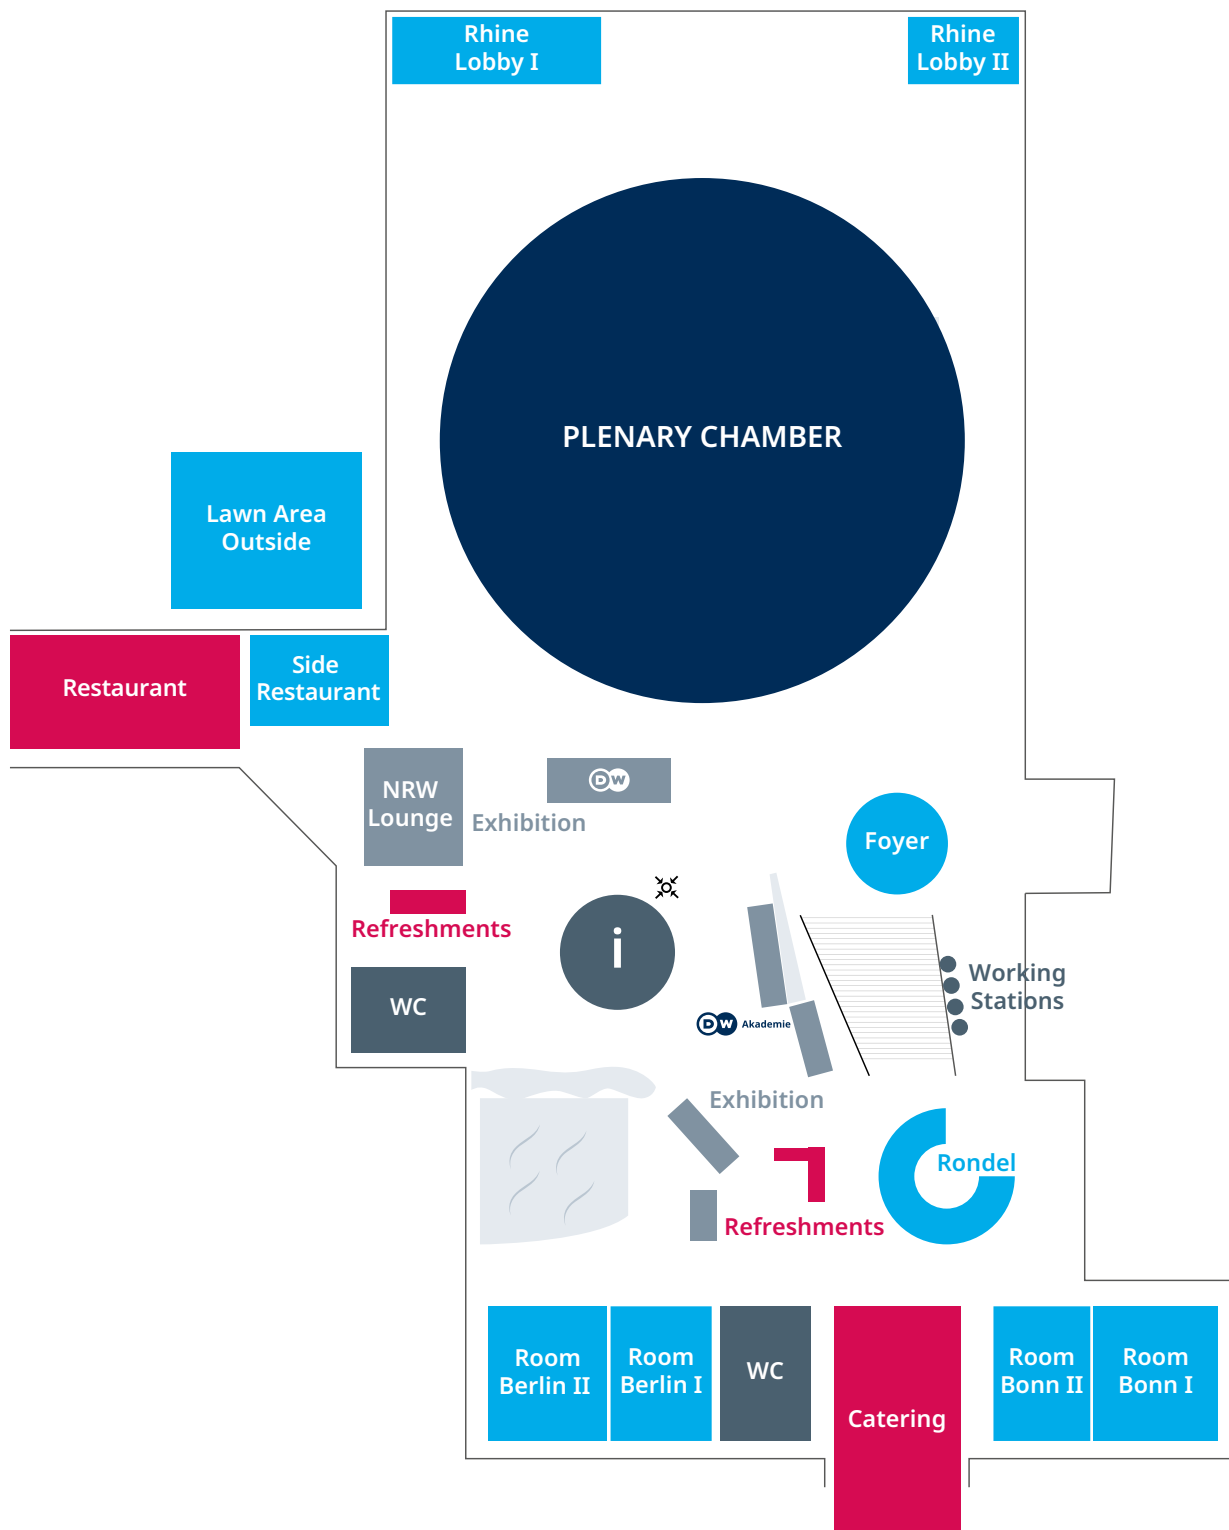 Rhine
Lobby I
Rhine
Lobby II
PLENARY CHAMBER
Lawn Area
Outside
Restaurant
Side
Restaurant
NRW
Lounge
Exhibition
DW
Foyer
Refreshments
i
WC
Working
Stations
DW Akademie
Exhibition
Rondel
Refreshments
Room
Berlin II
Room
Berlin I
WC
Catering
Room
Bonn II
Room
Bonn I